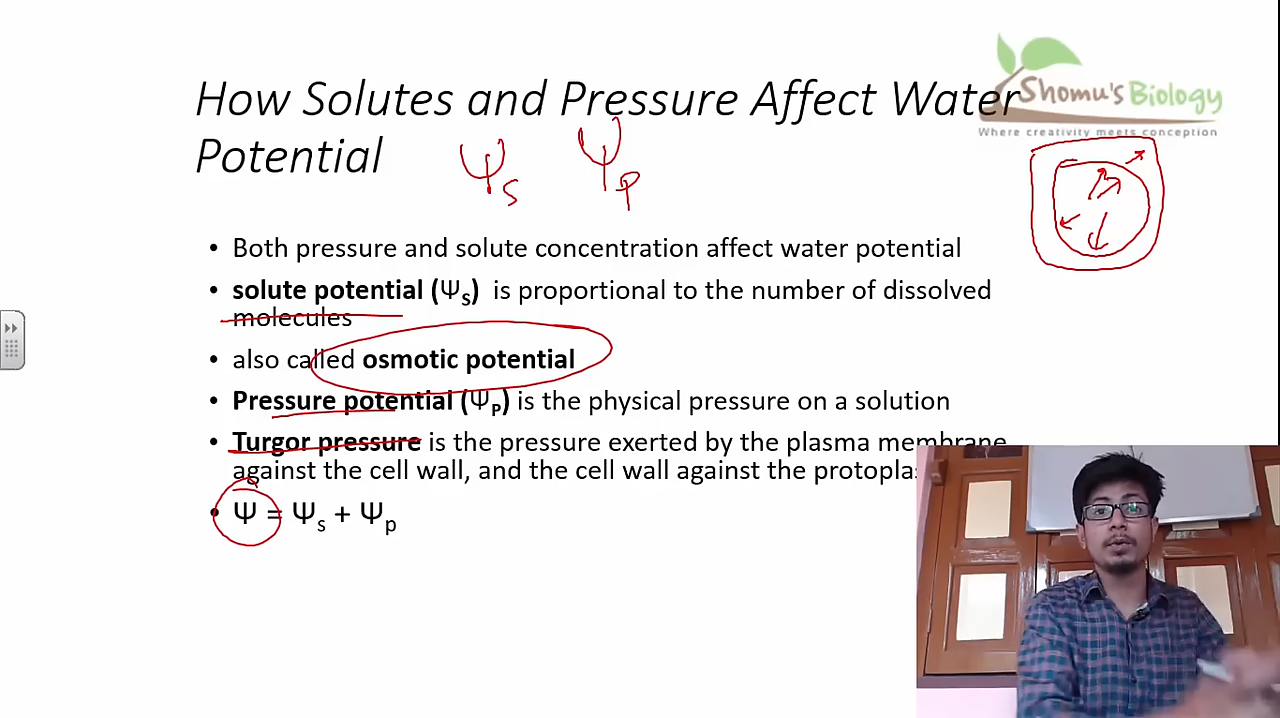 How Solutes and Pressure Affect Water
Potential
Shomu's Biology
Where creativity meets conception
Ψs Ψp
• Both pressure and solute concentration affect water potential
• solute potential (ΨS) is proportional to the number of dissolved
molecules
• also called osmotic potential
• Pressure potential (ΨP) is the physical pressure on a solution
• Turgor pressure is the pressure exerted by the plasma membrane
against the cell wall, and the cell wall against the
• Ψ = Ψs + Ψp